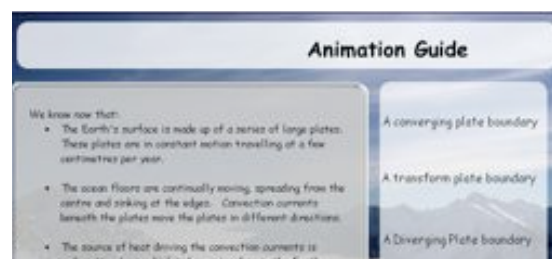 Animation Guide
We know now that:
• The Earth's surface is made up of a series of large plates.
These plates are in constant motion travelling at a few
centimetres per year.
• The ocean floors are continually moving, spreading from the
centre and sinking at the edges. Convection currents
beneath the plates move the plates in different directions.
• The source of heat driving the convection currents is
A converging plate boundary
A transform plate boundary
A Diverging Plate boundary